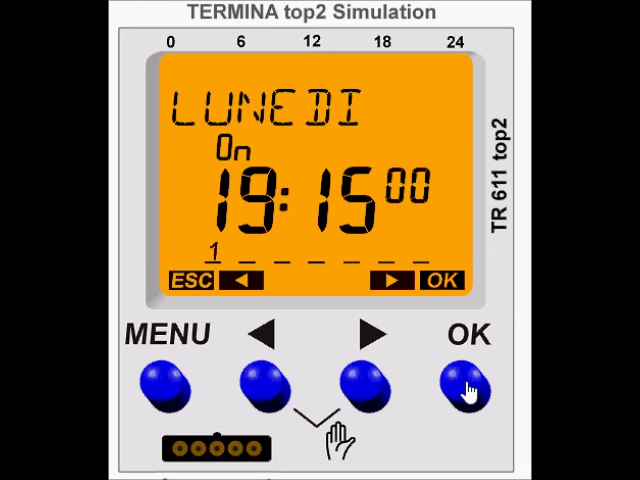 TERMINA top2 Simulation
0 6 12 18 24
LUNEDI
On
19:15 00
1
ESC ◀ ▶ OK
TR 611 top2
MENU ◀ ▶ OK